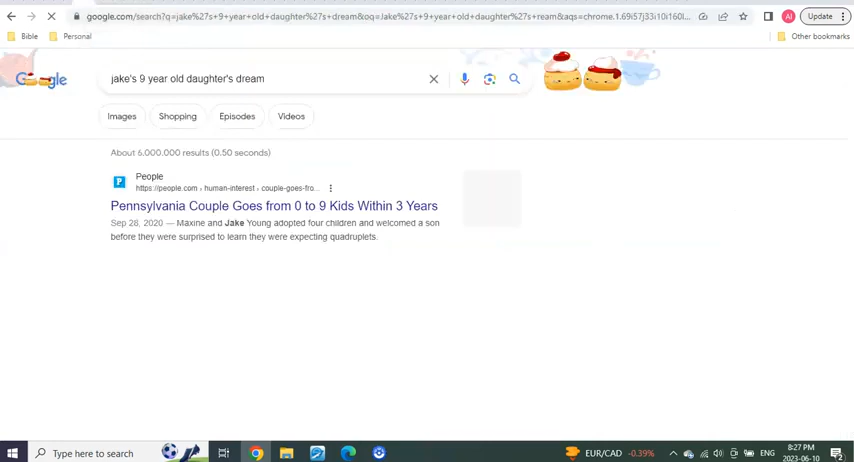 google.com/search?q=jake%27s+9+year+old+daughter%27s+dream&oq=Jake%27s+9+year+old+daughter%27s+ream&aqs=chrome.1.69i57j33i10i160l...
AI
Update
Bible
Personal
Other bookmarks
jake's 9 year old daughter's dream
Images
Shopping
Episodes
Videos
About 6,000,000 results (0.50 seconds)
P
People
https://people.com › human-interest › couple-goes-fro...
Pennsylvania Couple Goes from 0 to 9 Kids Within 3 Years
Sep 28, 2020 — Maxine and Jake Young adopted four children and welcomed a son
before they were surprised to learn they were expecting quadruplets.
Type here to search
EUR/CAD
-0.39%
ENG
8:27 PM
2023-06-10
2